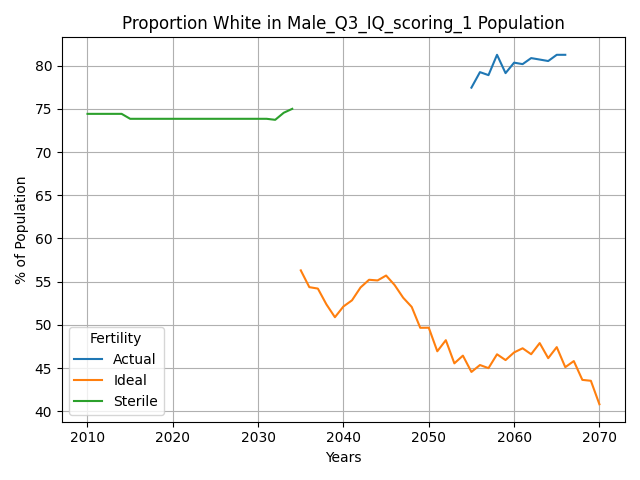 Proportion White in Male_Q3_IQ_scoring_1 Population
% of Population
80
75
70
65
60
55
50
45
40
Fertility
Actual
Ideal
Sterile
2010 2020 2030 2040 2050 2060 2070
Years